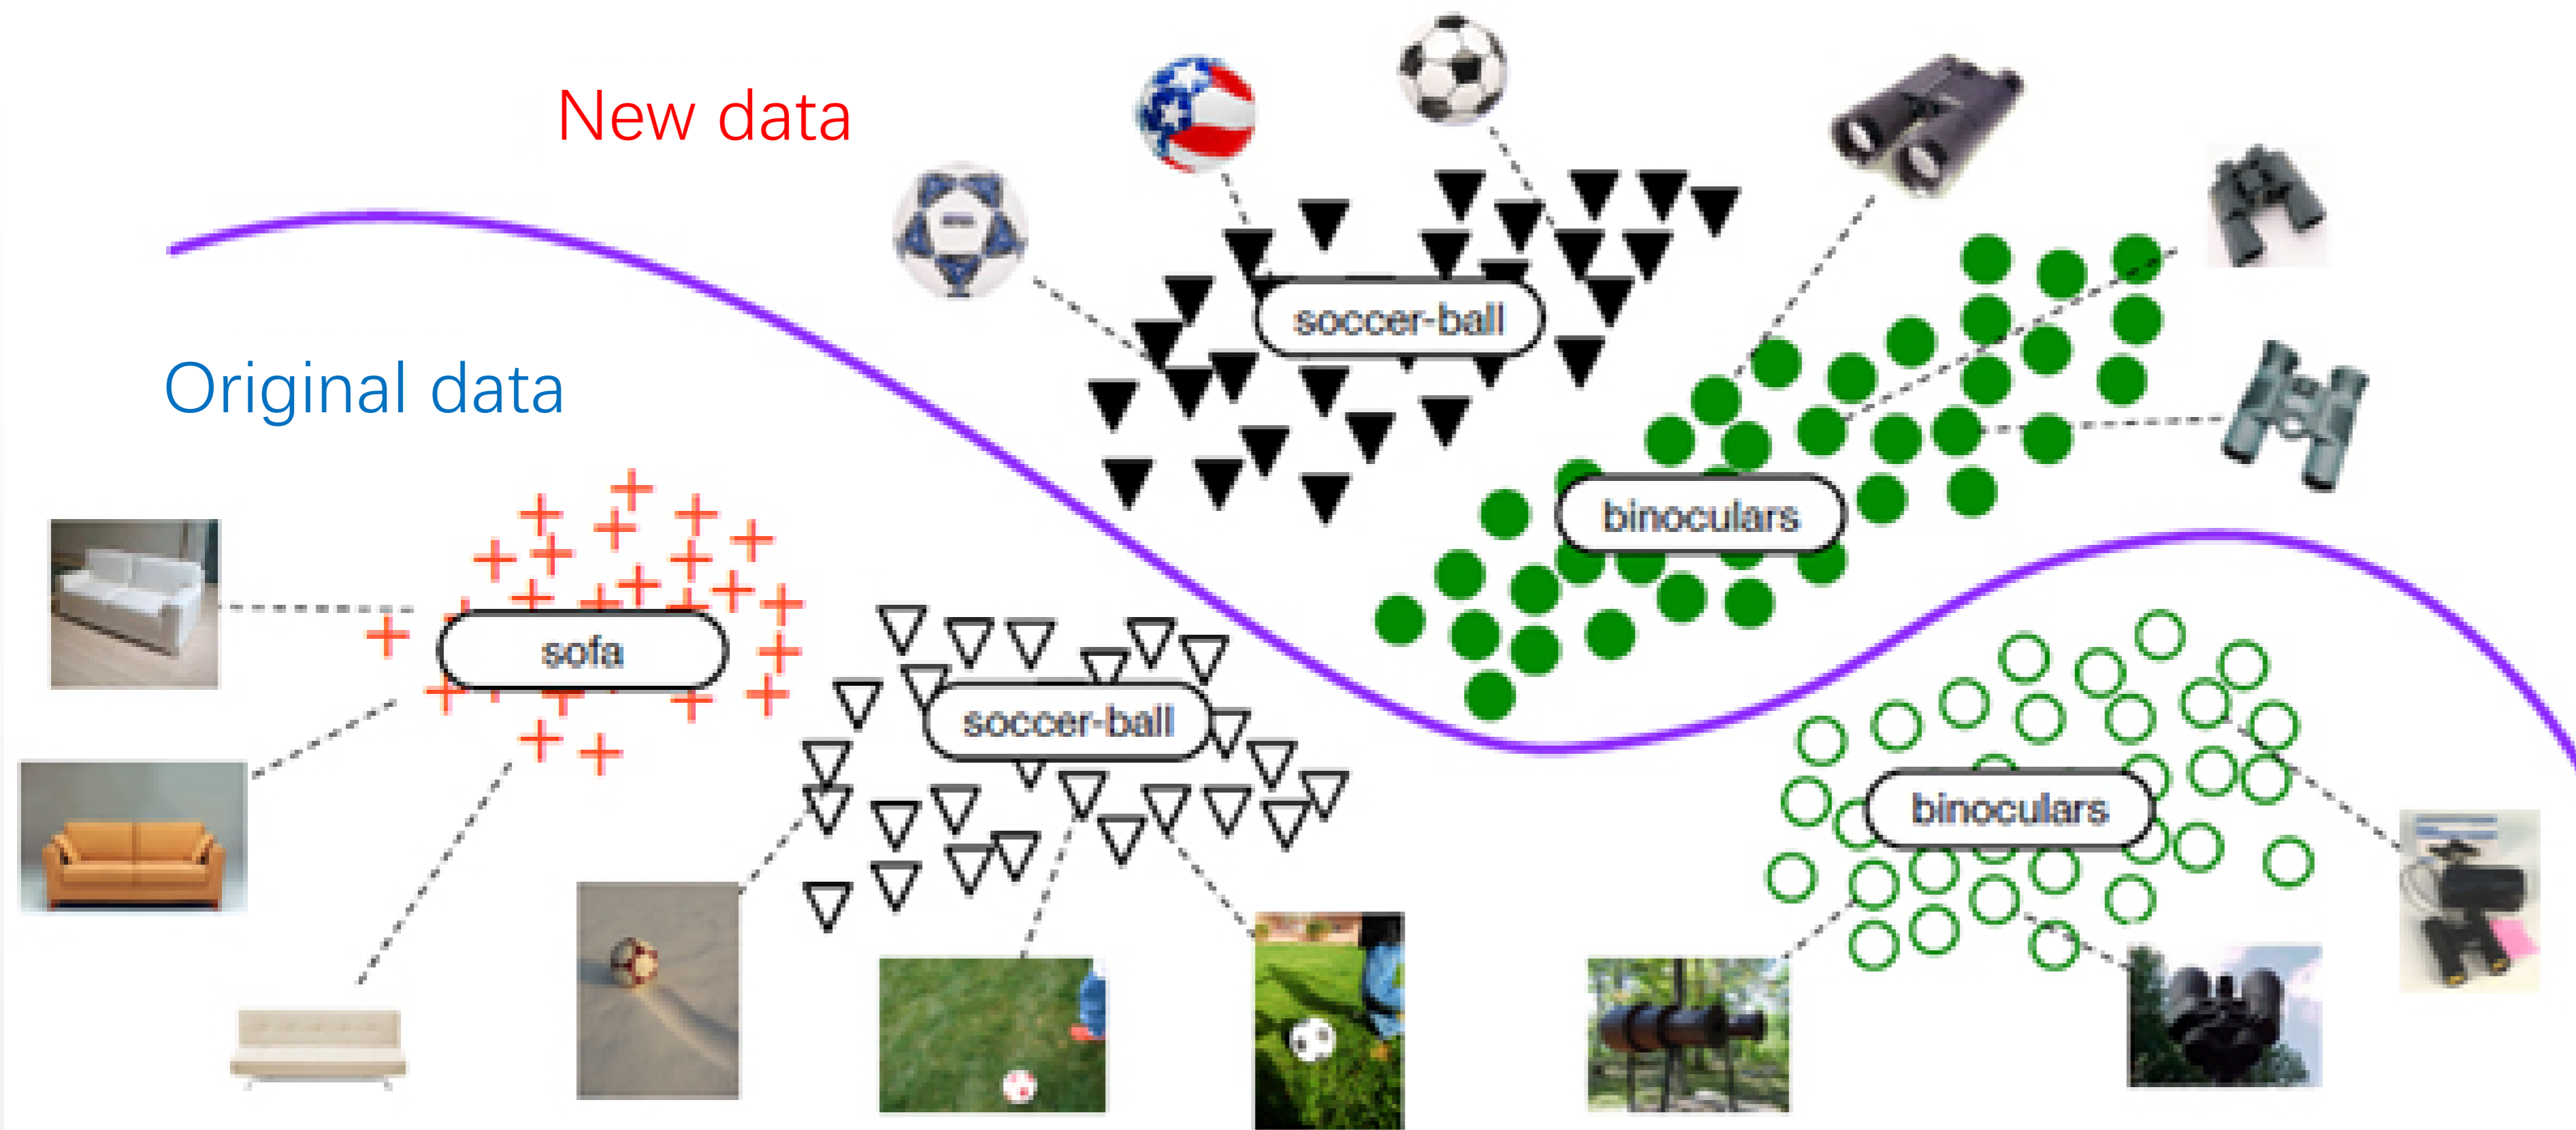 New data
Original data
soccer-ball
binoculars
sofa
soccer-ball
binoculars